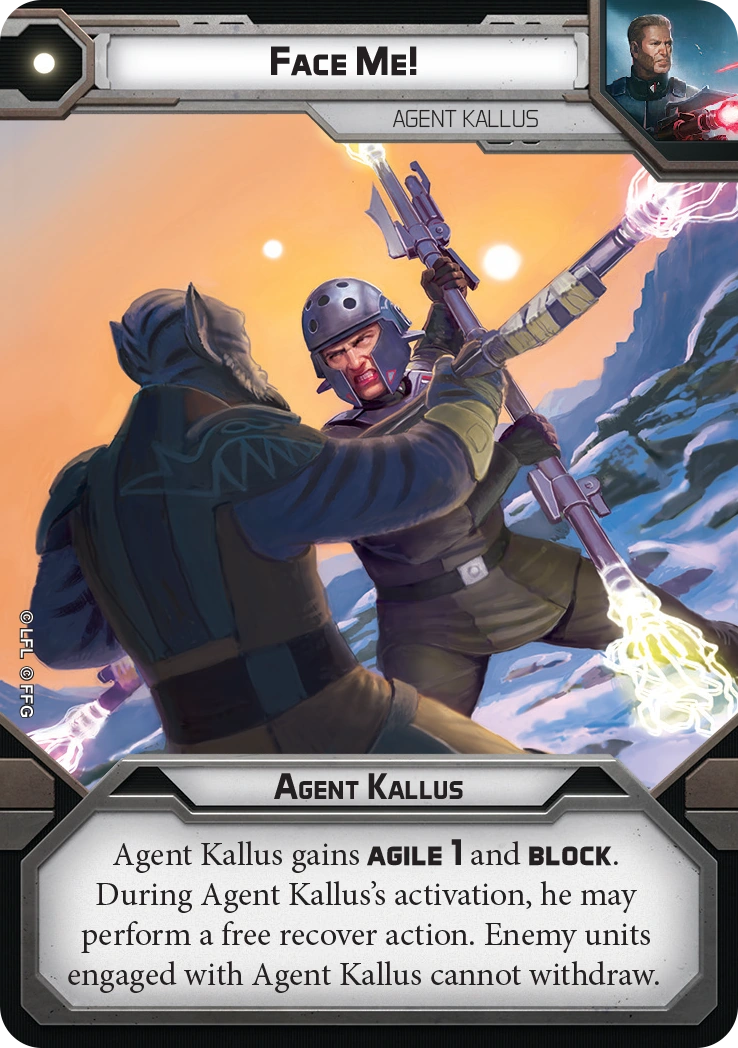 Face Me!
AGENT KALLUS
© LFL © FFG
Agent Kallus
Agent Kallus gains AGILE 1 and BLOCK.
During Agent Kallus's activation, he may
perform a free recover action. Enemy units
engaged with Agent Kallus cannot withdraw.